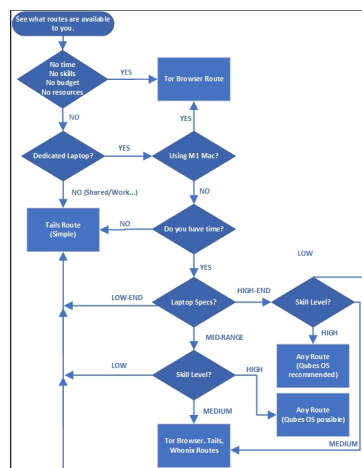 See what routes are available
to you.
No time
No skills
No budget
No resources
YES
Tor Browser Route
NO
YES
Dedicated Laptop?
YES
Using M1 Mac?
NO (Shared/Work...)
NO
Tails Route
(Simple)
NO
Do you have time?
YES
LOW
LOW-END
Laptop Specs?
HIGH-END
Skill Level?
MID-RANGE
HIGH
LOW
Skill Level?
HIGH
Any Route
(Qubes OS
recommended)
MEDIUM
Any Route
(Qubes OS possible)
Tor Browser, Tails,
Whonix Routes
MEDIUM